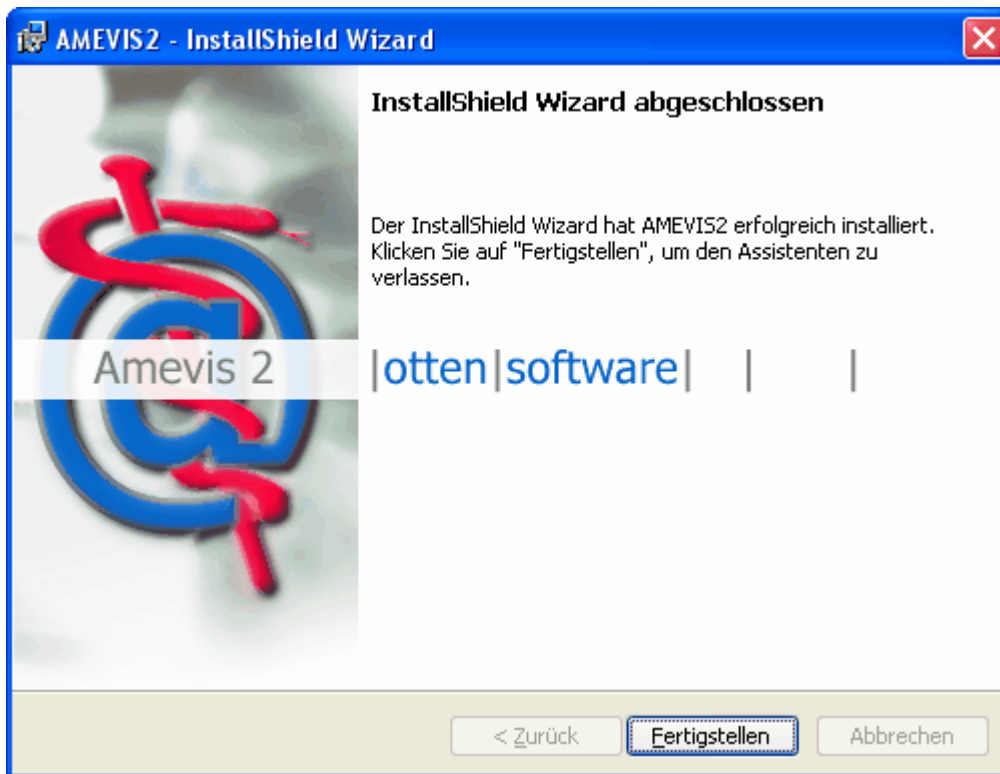 AMEVIS2 - InstallShield Wizard
InstallShield Wizard abgeschlossen
Der InstallShield Wizard hat AMEVIS2 erfolgreich installiert.
Klicken Sie auf "Fertigstellen", um den Assistenten zu
verlassen.
Amevis 2
|otten|software| | |
< Zurück Fertigstellen Abbrechen